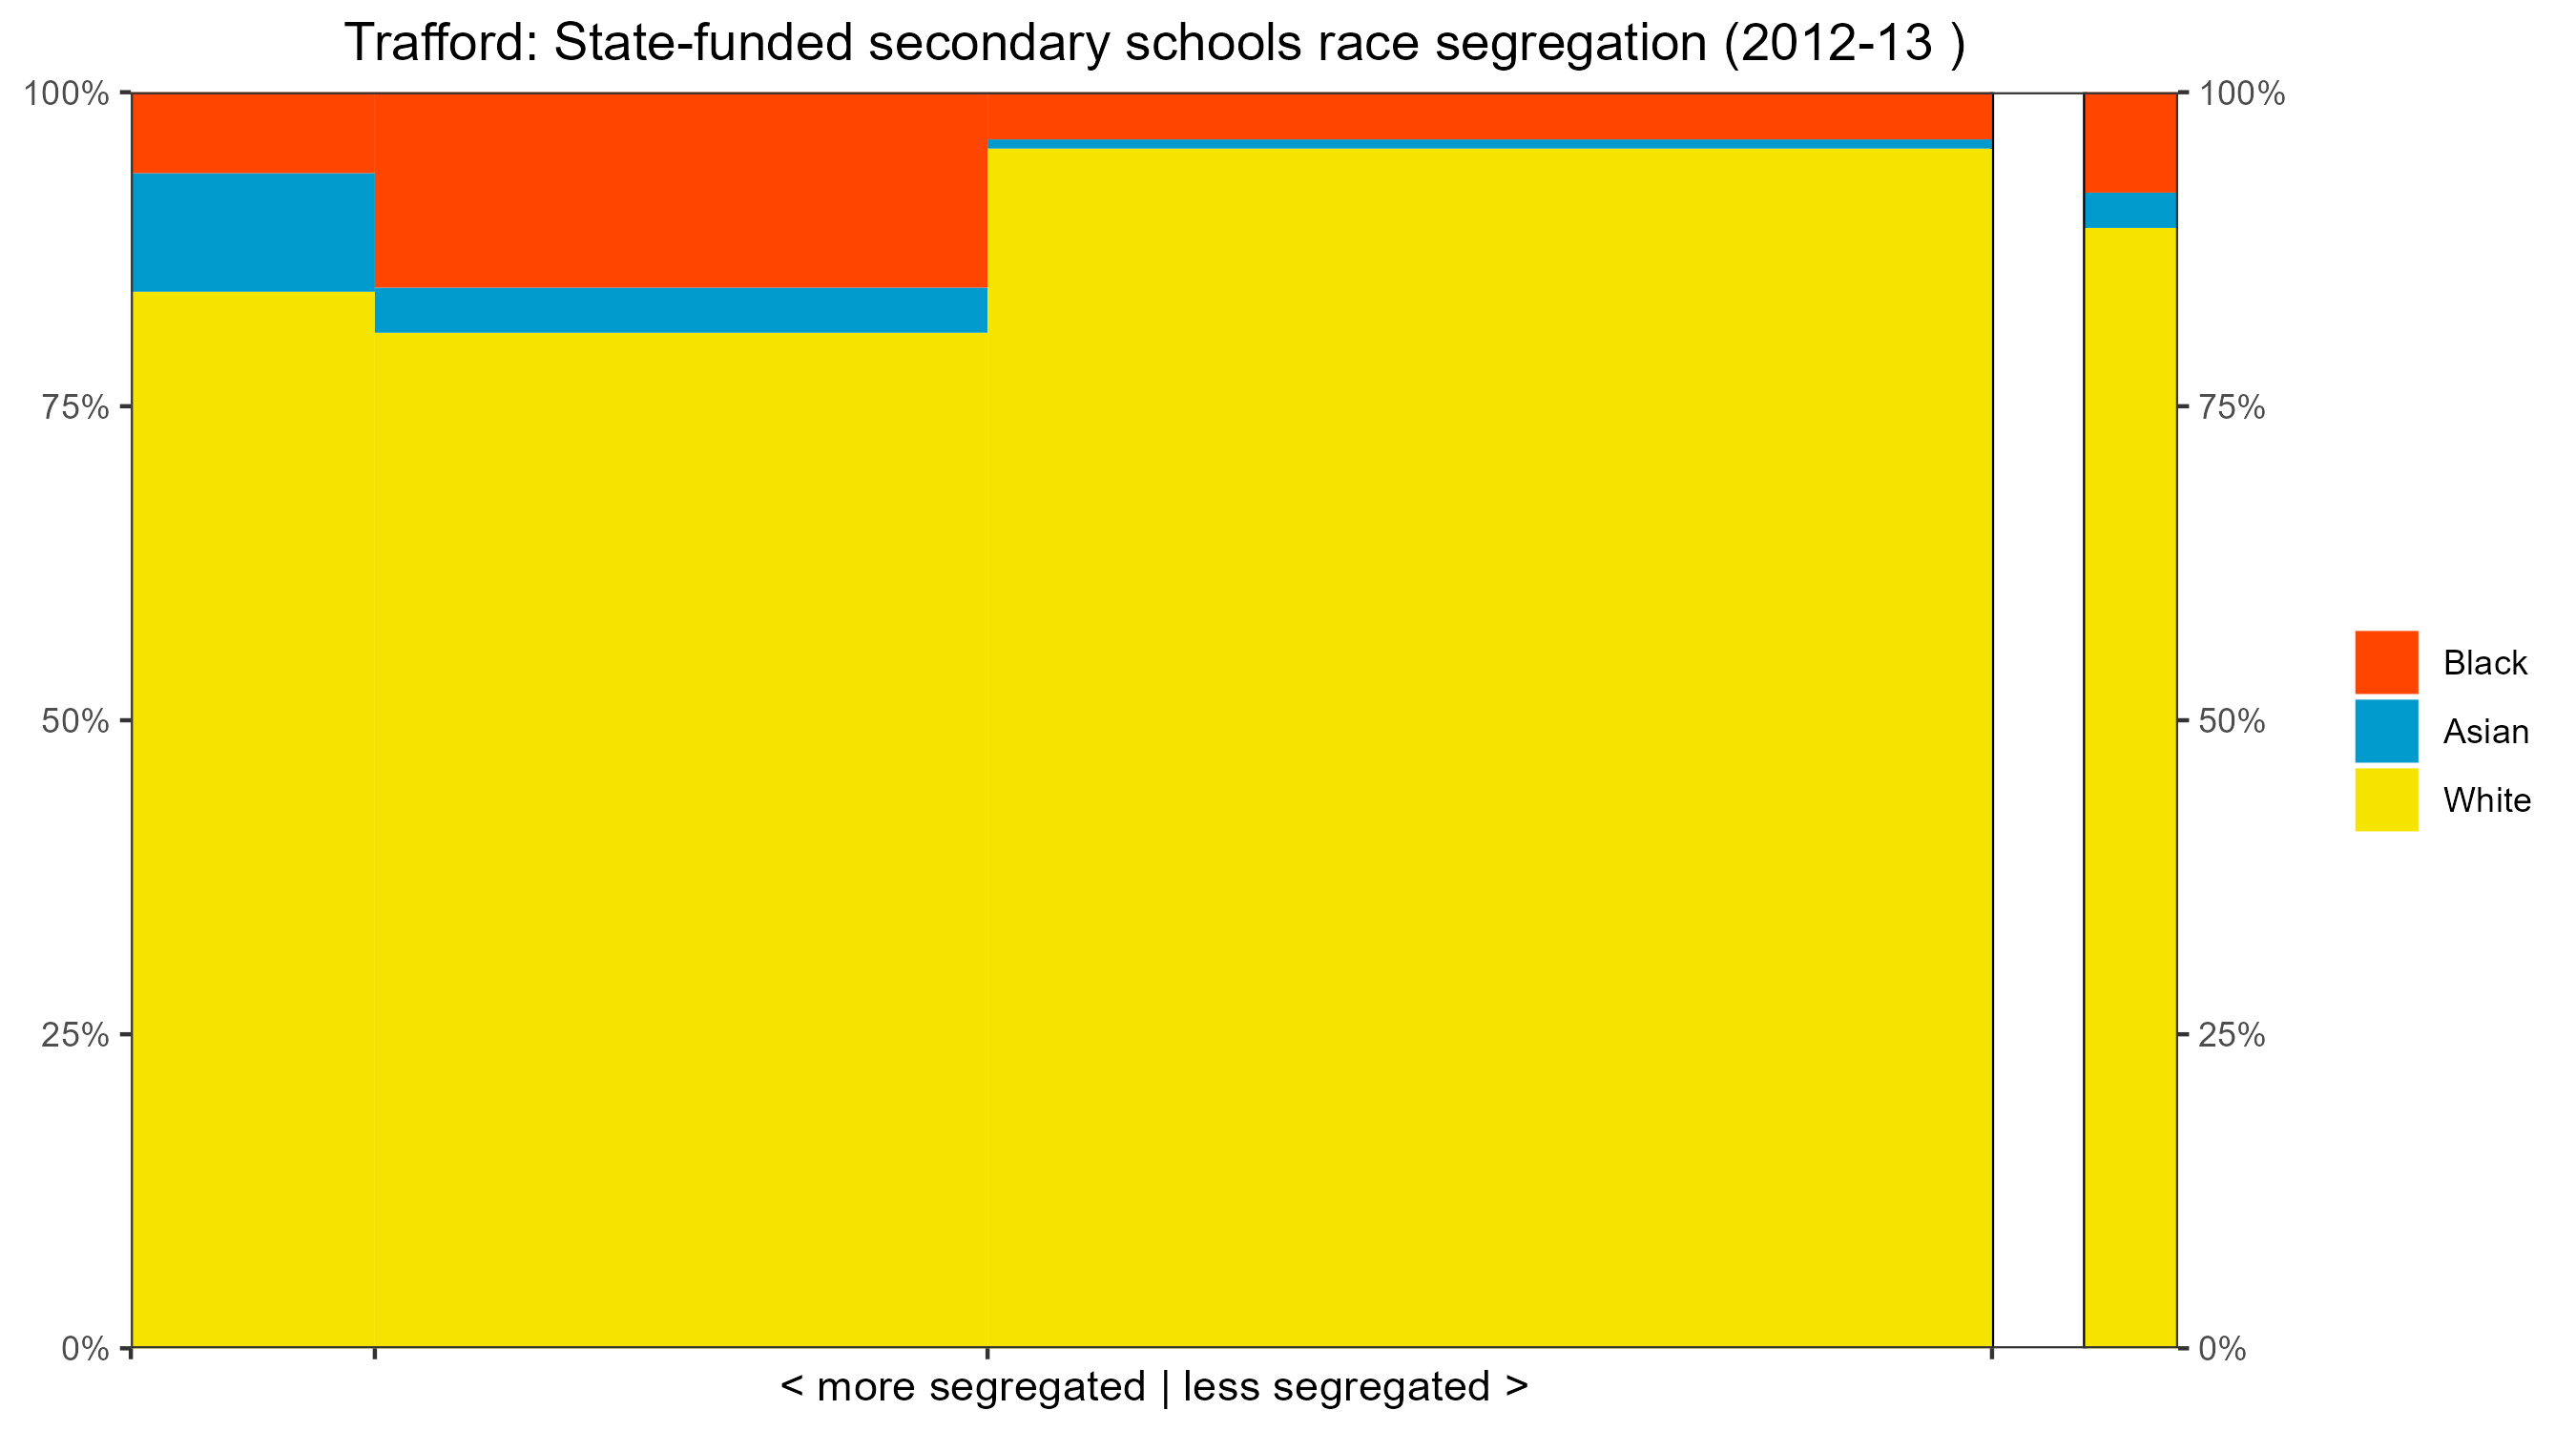 Trafford: State-funded secondary schools race segregation (2012-13 )
100%
75%
50%
25%
0%
100%
75%
50%
25%
0%
Black
Asian
White
< more segregated | less segregated >